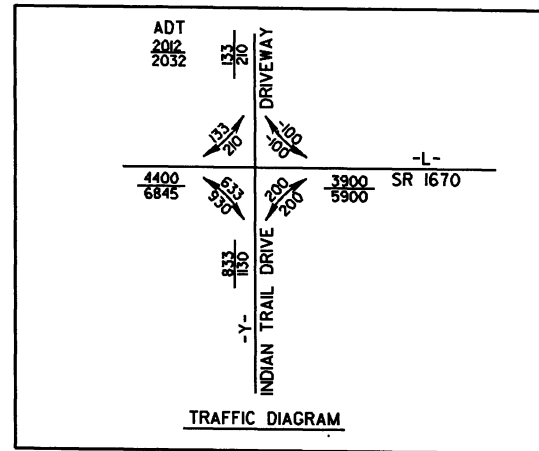 ADT
2012
2032
133
210
DRIVEWAY
133
210
-100
-100
-L-
SR 1670
4400
6845
633
930
200
200
3900
5900
833
1130
-Y-
INDIAN TRAIL DRIVE
TRAFFIC DIAGRAM